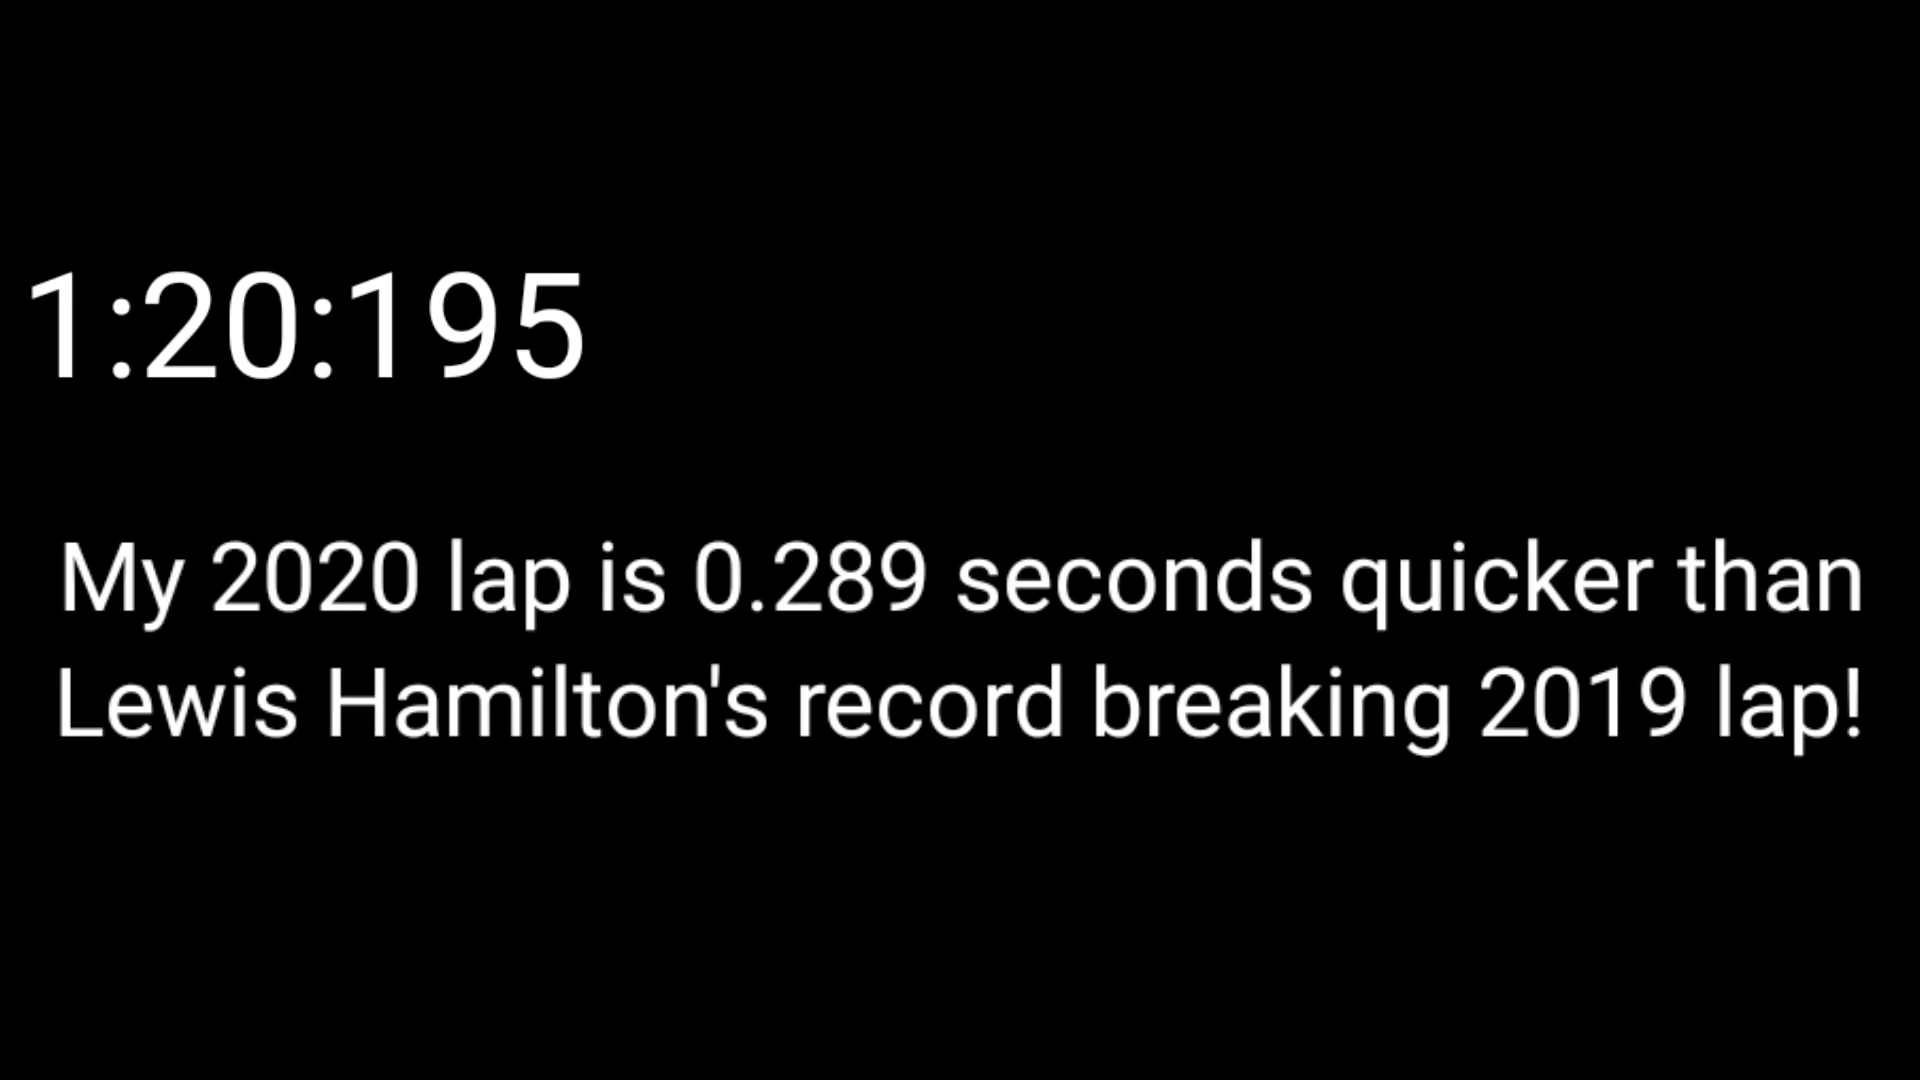 1:20:195
My 2020 lap is 0.289 seconds quicker than
Lewis Hamilton's record breaking 2019 lap!